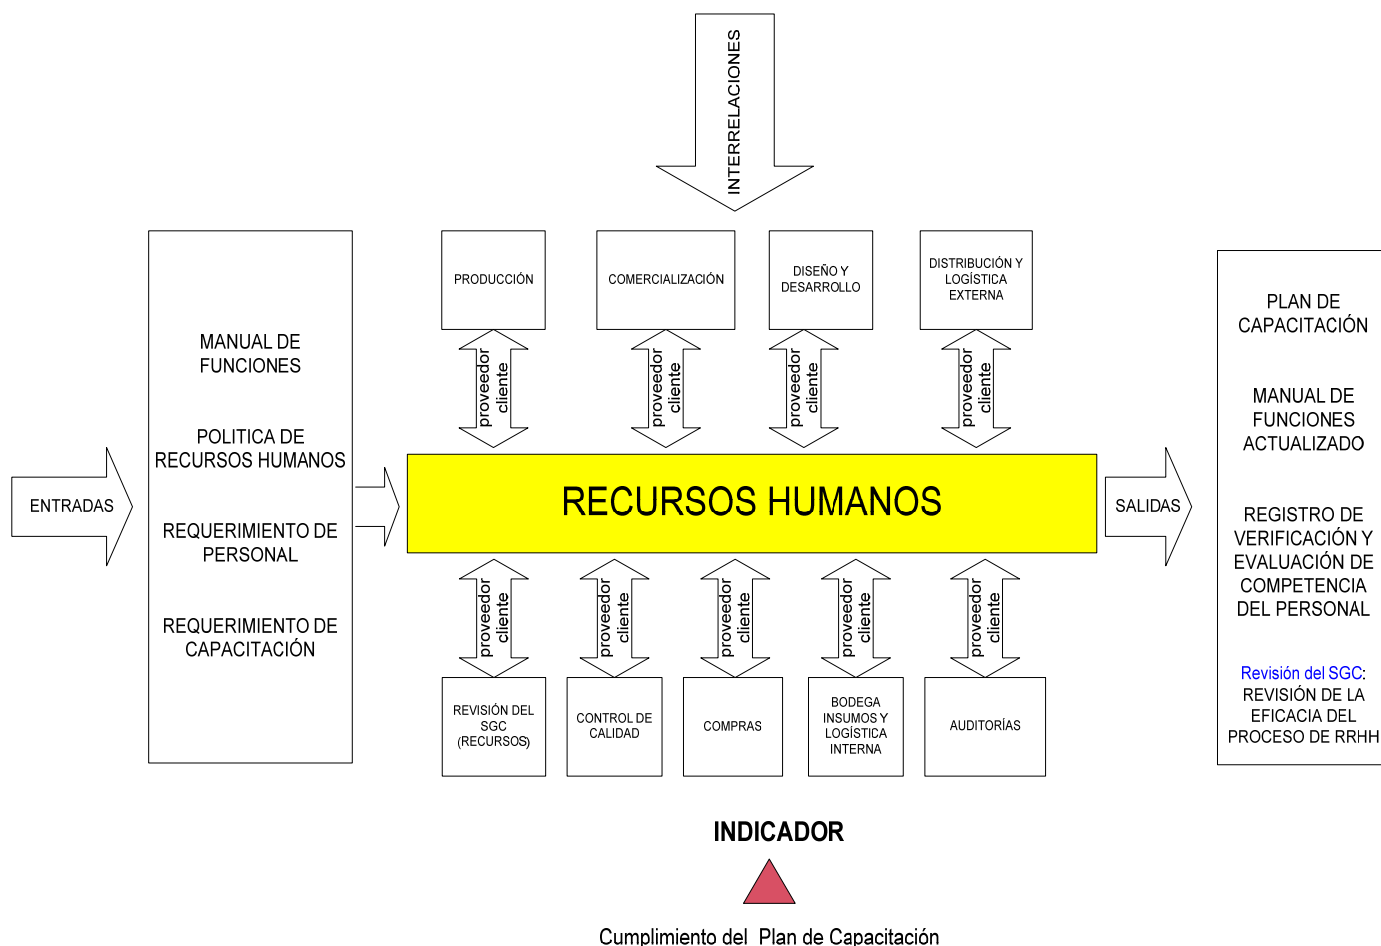 INTERRELACIONES
PRODUCCIÓN
COMERCIALIZACIÓN
DISEÑO Y
DESARROLLO
DISTRIBUCIÓN Y
LOGÍSTICA
EXTERNA
proveedor
cliente
proveedor
cliente
proveedor
cliente
proveedor
cliente
ENTRADAS
MANUAL DE
FUNCIONES
POLITICA DE
RECURSOS HUMANOS
REQUERIMIENTO DE
PERSONAL
REQUERIMIENTO DE
CAPACITACIÓN
RECURSOS HUMANOS
SALIDAS
PLAN DE
CAPACITACIÓN
MANUAL DE
FUNCIONES
ACTUALIZADO
REGISTRO DE
VERIFICACIÓN Y
EVALUACIÓN DE
COMPETENCIA
DEL PERSONAL
Revisión del SGC:
REVISIÓN DE LA
EFICACIA DEL
PROCESO DE RRHH
proveedor
cliente
proveedor
cliente
proveedor
cliente
proveedor
cliente
proveedor
cliente
REVISIÓN DEL
SGC
(RECURSOS)
CONTROL DE
CALIDAD
COMPRAS
BODEGA
INSUMOS Y
LOGÍSTICA
INTERNA
AUDITORÍAS
INDICADOR
Cumplimiento del Plan de Capacitación